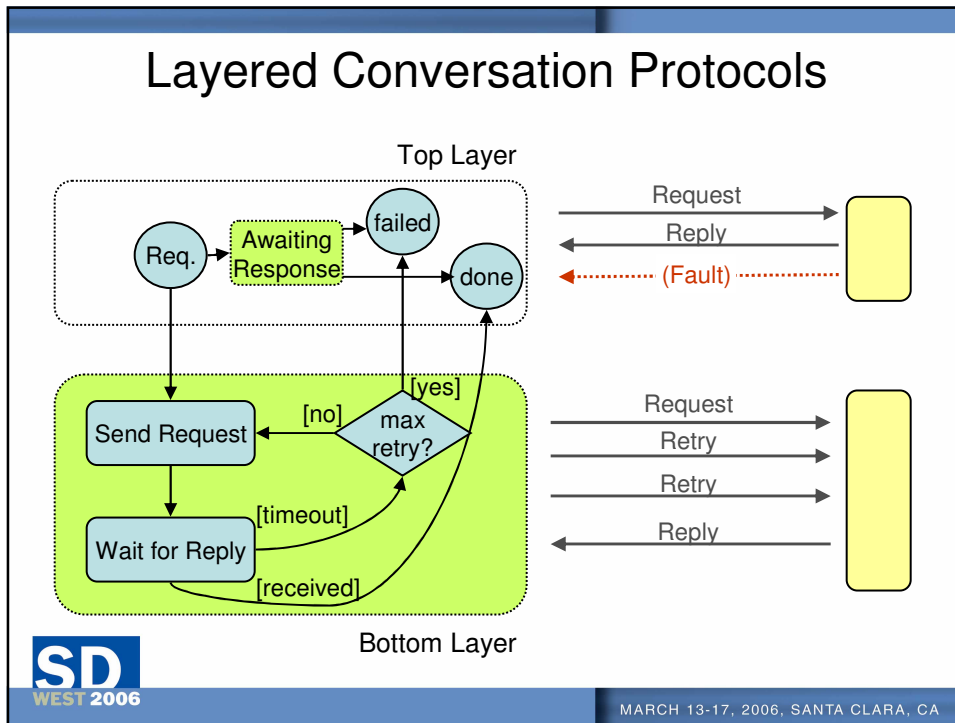 Layered Conversation Protocols
Top Layer
Req.
Awaiting
Response
failed
done
Request
Reply
(Fault)
[yes]
[no]
max
retry?
Send Request
[timeout]
Wait for Reply
[received]
Request
Retry
Retry
Reply
Bottom Layer
SD
WEST 2006
MARCH 13-17, 2006, SANTA CLARA, CA